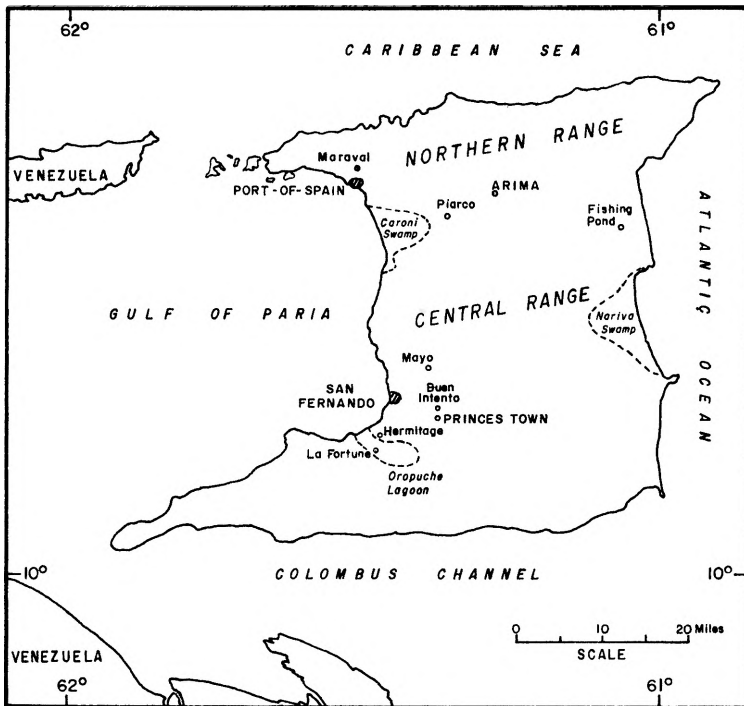 62° 61°
CARIBBEAN SEA
NORTHERN RANGE
Maraval
VENEZUELA
PORT-OF-SPAIN
ARIMA
Piarco
Fishing
Pond
Caroni
Swamp
ATLANTIC OCEAN
GULF OF PARIA
CENTRAL RANGE
Nariva
Swamp
Mayo
SAN
FERNANDO
Buen
Intento
PRINCES TOWN
Hermitage
La Fortune
Oropuche
Lagoon
10° 10°
COLOMBUS CHANNEL
0 10 20 Miles
SCALE
VENEZUELA
62° 61°